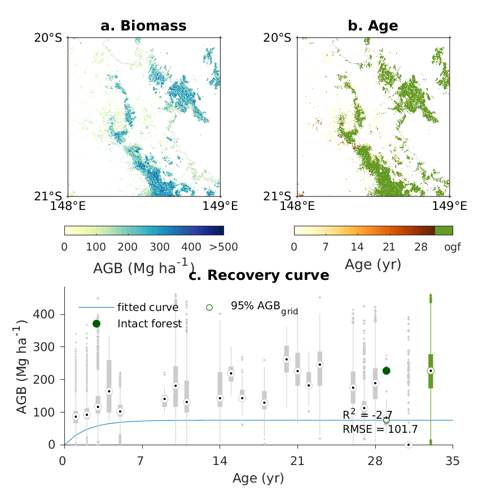 a. Biomass
b. Age
20°S
20°S
21°S
21°S
148°E
149°E
148°E
149°E
0 100 200 300 400 >500
AGB (Mg ha⁻¹)
0 7 14 21 28 ogf
Age (yr)
c. Recovery curve
fitted curve
95% AGB_grid
Intact forest
400
300
200
100
0
AGB (Mg ha⁻¹)
R² = -2.7
RMSE = 101.7
0 7 14 21 28 35
Age (yr)